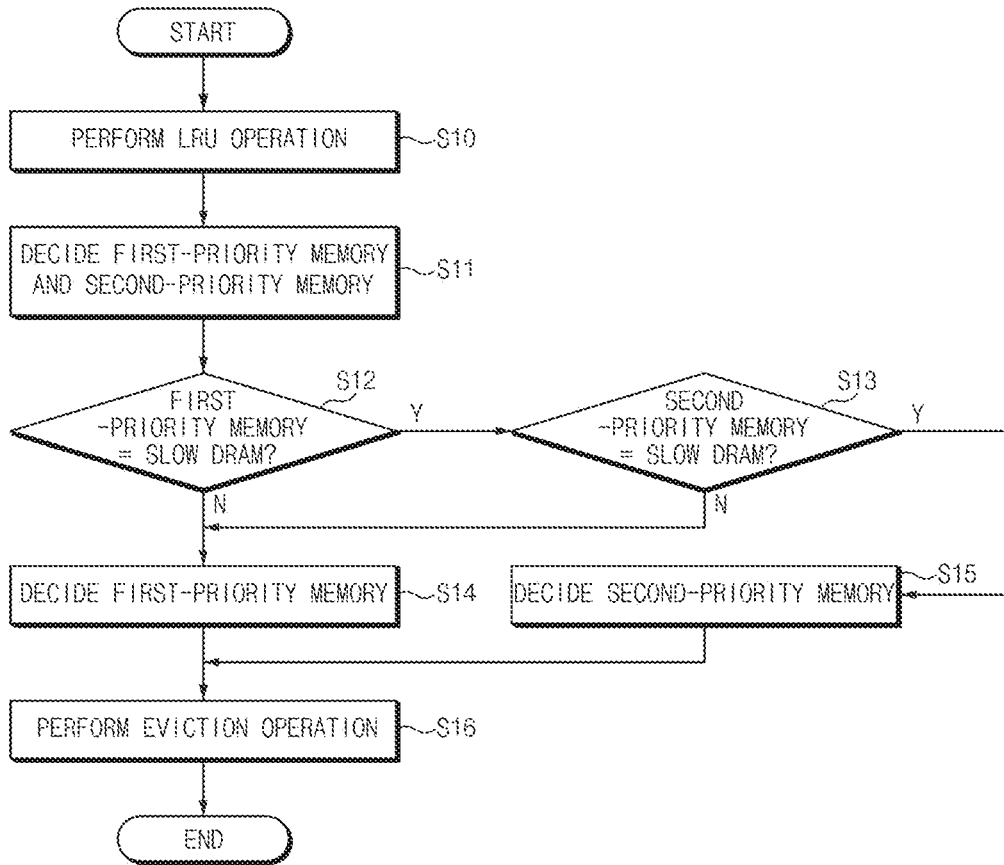 START
PERFORM LRU OPERATION
S10
DECIDE FIRST-PRIORITY MEMORY
AND SECOND-PRIORITY MEMORY
S11
S12
FIRST
-PRIORITY MEMORY
= SLOW DRAM?
Y
N
S13
SECOND
-PRIORITY MEMORY
= SLOW DRAM?
Y
N
DECIDE FIRST-PRIORITY MEMORY
S14
DECIDE SECOND-PRIORITY MEMORY
S15
PERFORM EVICTION OPERATION
S16
END